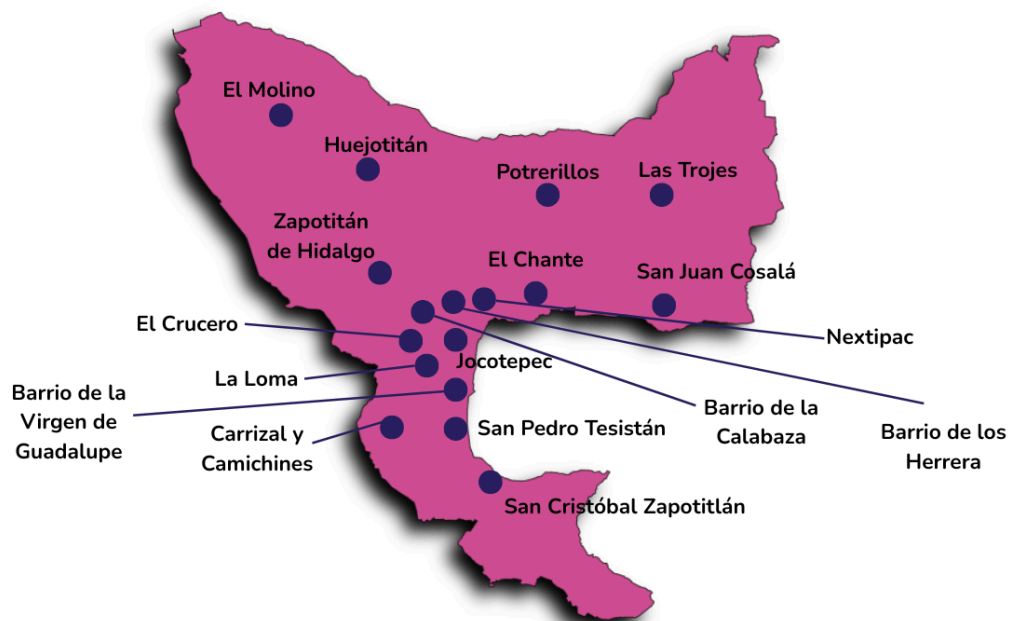 El Molino
Huejotitán
Potrerillos
Las Trojes
Zapotitán
de Hidalgo
El Chante
San Juan Cosalá
El Crucero
Nextipac
Jocotepec
La Loma
Barrio de la
Virgen de
Guadalupe
Barrio de la
Calabaza
Carrizal y
Camichines
San Pedro Tesistán
Barrio de los
Herrera
San Cristóbal Zapotitlán